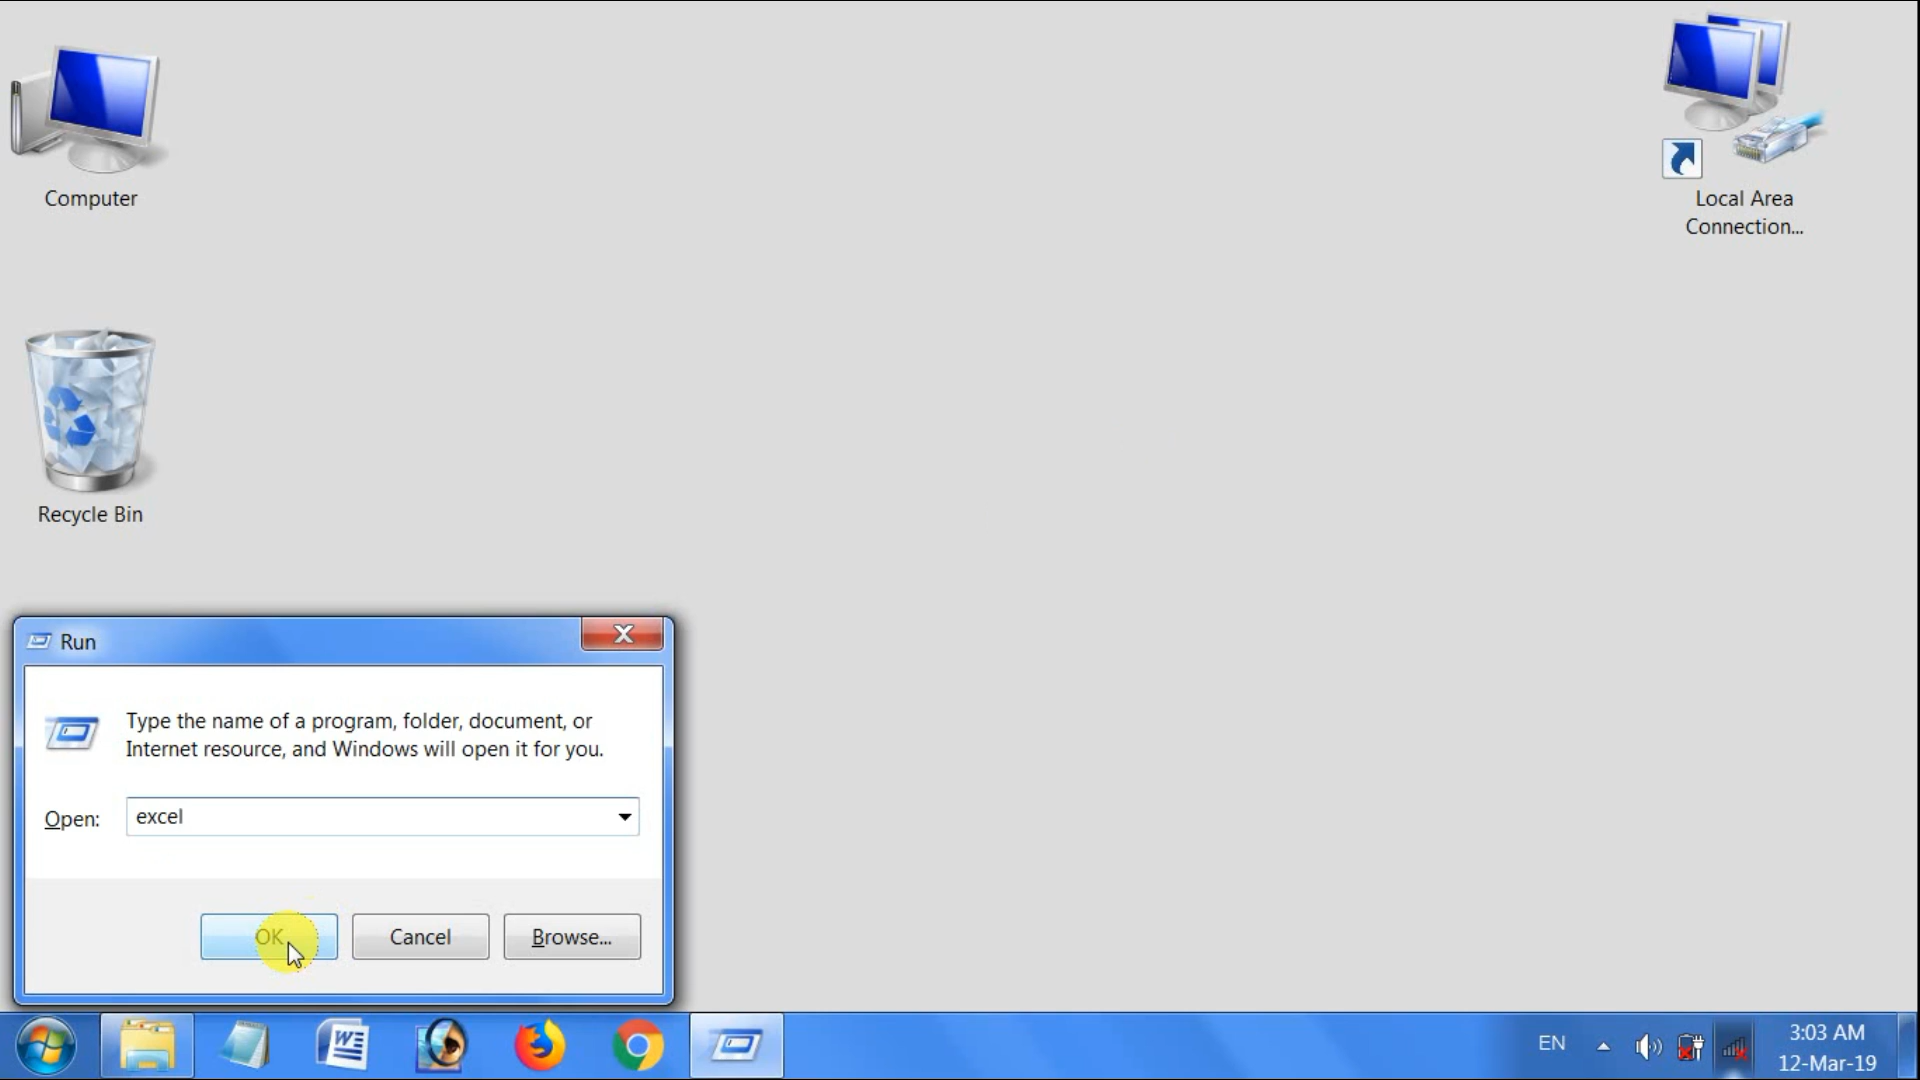 Computer
Local Area
Connection...
Recycle Bin
Run
X
Type the name of a program, folder, document, or
Internet resource, and Windows will open it for you.
Open:
excel
OK
Cancel
Browse...
W
EN
3:03 AM
12-Mar-19